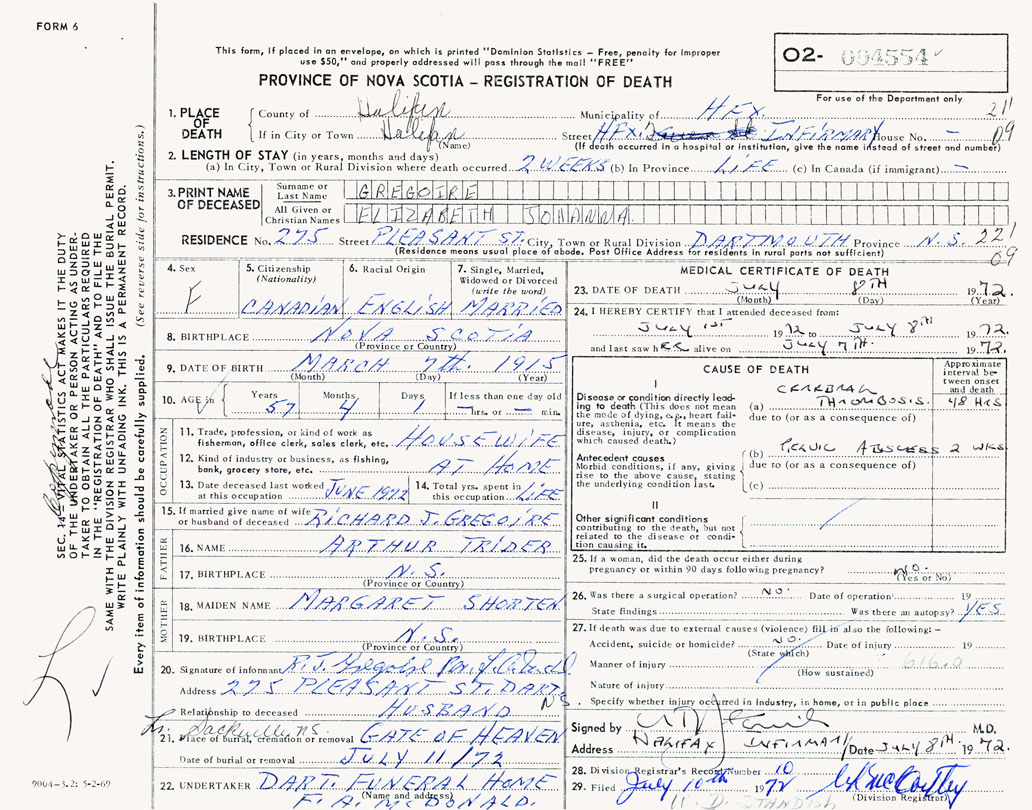 FORM 6
This form, if placed in an envelope, on which is printed "Dominion Statistics – Free, penalty for improper
use $50," and properly addressed will pass through the mail "FREE"
PROVINCE OF NOVA SCOTIA – REGISTRATION OF DEATH
O2- 004554
For use of the Department only
1. PLACE OF DEATH
County of Halifax Municipality of HFX. 211
If in City or Town Halifax Street HFX. INFIRMARY House No. – 09
(Name) (If death occurred in a hospital or institution, give the name instead of street and number)
2. LENGTH OF STAY (in years, months and days)
(a) In City, Town or Rural Division where death occurred 2 WEEKS (b) In Province LIFE (c) In Canada (if immigrant) –
3. PRINT NAME OF DECEASED
Surname or Last Name GREGOIRE
All Given or Christian Names ELIZABETH JOHANNA
RESIDENCE No. 275 Street PLEASANT ST. City, Town or Rural Division DARTMOUTH Province N.S. 221
(Residence means usual place of abode. Post Office Address for residents in rural parts not sufficient) 09
4. Sex F
5. Citizenship (Nationality) CANADIAN
6. Racial Origin ENGLISH
7. Single, Married, Widowed or Divorced (write the word) MARRIED
8. BIRTHPLACE NOVA SCOTIA
(Province or Country)
9. DATE OF BIRTH MARCH 7th. 1915
(Month) (Day) (Year)
10. AGE in Years 57 Months 4 Days 1 If less than one day – hrs. or – min.
OCCUPATION
11. Trade, profession, or kind of work as fisherman, office clerk, sales clerk, etc. HOUSEWIFE
12. Kind of industry or business, as fishing, bank, grocery store, etc. AT HOME
13. Date deceased last worked at this occupation JUNE 1972
14. Total yrs. spent in this occupation LIFE
15. If married give name of wife or husband of deceased RICHARD J. GREGOIRE
FATHER
16. NAME ARTHUR TRIDER
17. BIRTHPLACE N.S.
(Province or Country)
MOTHER
18. MAIDEN NAME MARGARET SHORTEN
19. BIRTHPLACE N.S.
(Province or Country)
20. Signature of informant R.J. Gregoire Per
Address 275 PLEASANT ST. DART. NS
Relationship to deceased HUSBAND
Sackville N.S.
21. Place of burial, cremation or removal GATE OF HEAVEN
Date of burial or removal JULY 11/72
22. UNDERTAKER DART. FUNERAL HOME
(Name and address)
F. A. McDONALD.
MEDICAL CERTIFICATE OF DEATH
23. DATE OF DEATH JULY 8TH 1972.
(Month) (Day) (Year)
24. I HEREBY CERTIFY that I attended deceased from:
JULY 1ST 1972 to JULY 8TH 1972.
and last saw hER alive on JULY 7TH. 1972.
CAUSE OF DEATH
Approximate interval between onset and death
I
Disease or condition directly leading to death (This does not mean the mode of dying, e.g., heart failure, asthenia, etc. It means the disease, injury, or complication which caused death.)
(a) CEREBRAL THROMBOSIS. 48 HRS
due to (or as a consequence of)
Antecedent causes
Morbid conditions, if any, giving rise to the above cause, stating the underlying condition last.
(b) PELVIC ABSCESS 2 WKS
due to (or as a consequence of)
(c)
II
Other significant conditions contributing to the death, but not related to the disease or condition causing it.
25. If a woman, did the death occur either during pregnancy or within 90 days following pregnancy? NO.
(Yes or No)
26. Was there a surgical operation? NO. Date of operation 19
State findings Was there an autopsy? YES
27. If death was due to external causes (violence) fill in also the following: –
Accident, suicide or homicide? NO. Date of injury 19
(State which)
Manner of injury 616.0
(How sustained)
Nature of injury
Specify whether injury occurred in industry, in home, or in public place
Signed by M.D.
Address HALIFAX INFIRMARY Date JULY 8TH. 1972.
28. Division Registrar's Record Number 10
29. Filed July 10th 1972
(Division Registrar)
11 D. STANDISH
SEC. 14 – VITAL STATISTICS ACT MAKES IT THE DUTY
OF THE UNDERTAKER OR PERSON ACTING AS UNDERTAKER
TO OBTAIN ALL THE PARTICULARS REQUIRED
IN THE "REGISTRATION OF DEATH" AND FILE THE
SAME WITH THE DIVISION REGISTRAR WHO SHALL ISSUE THE BURIAL PERMIT.
WRITE PLAINLY WITH UNFADING INK. THIS IS A PERMANENT RECORD.
Every item of information should be carefully supplied. (See reverse side for instructions.)
9004-3.2: 5-2-69